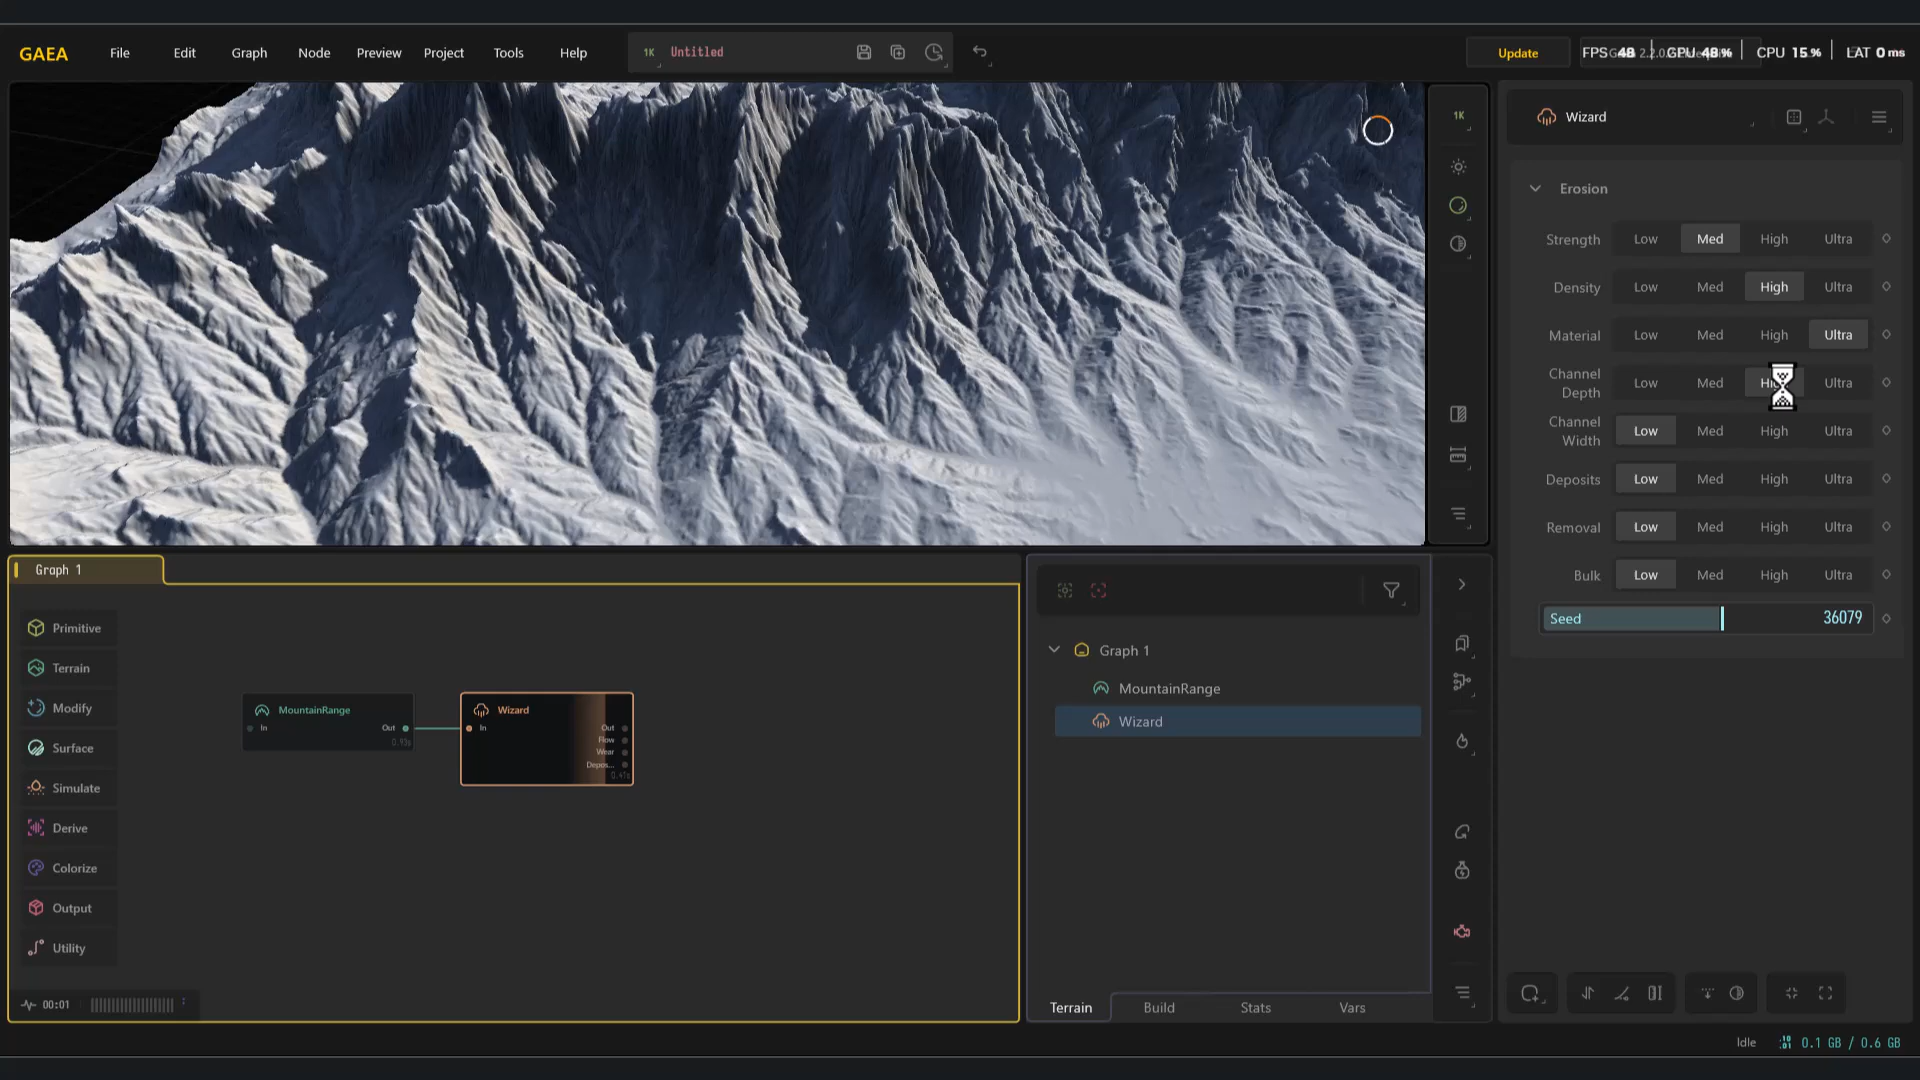 GAEA File Edit Graph Node Preview Project Tools Help 1K Untitled Update FPS 48 GPU 48% CPU 15% LAT 0ms
1K
Wizard
Erosion
Strength Low Med High Ultra
Density Low Med High Ultra
Material Low Med High Ultra
Channel Depth Low Med Ultra
Channel Width Low Med High Ultra
Deposits Low Med High Ultra
Removal Low Med High Ultra
Bulk Low Med High Ultra
Seed 36079
Graph 1
Primitive
Terrain
Modify
Surface
Simulate
Derive
Colorize
Output
Utility
00:01
MountainRange
In Out
Wizard
In Out
Flow
Wear
Depos...
Graph 1
MountainRange
Wizard
Terrain Build Stats Vars
Idle 0.1 GB / 0.6 GB